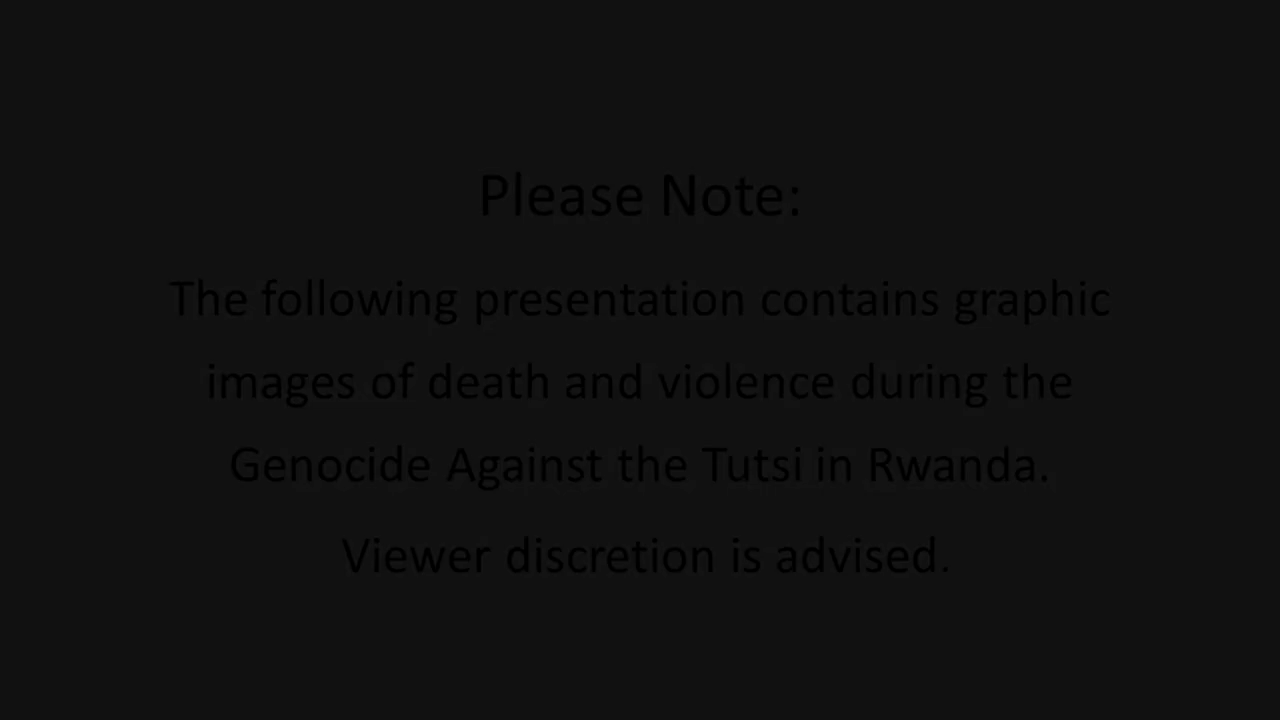 Please Note:
The following presentation contains graphic
images of death and violence during the
Genocide Against the Tutsi in Rwanda.
Viewer discretion is advised.